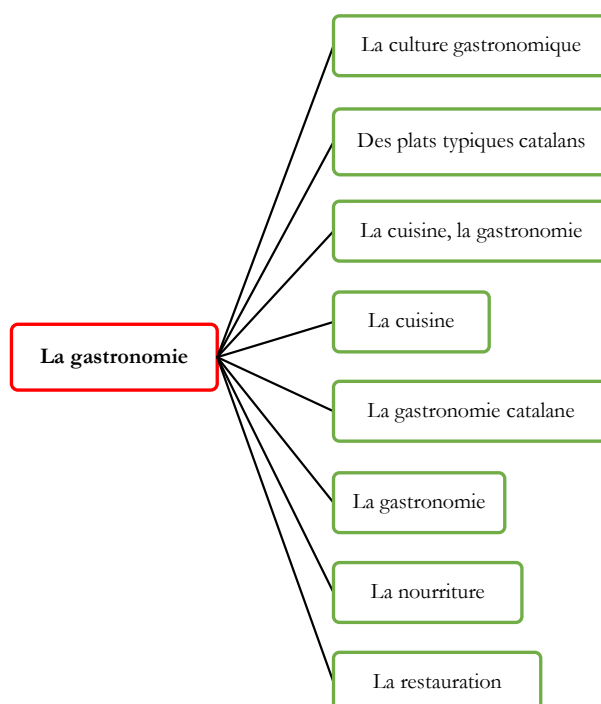 La culture gastronomique
Des plats typiques catalans
La cuisine, la gastronomie
La cuisine
La gastronomie
La gastronomie catalane
La gastronomie
La nourriture
La restauration